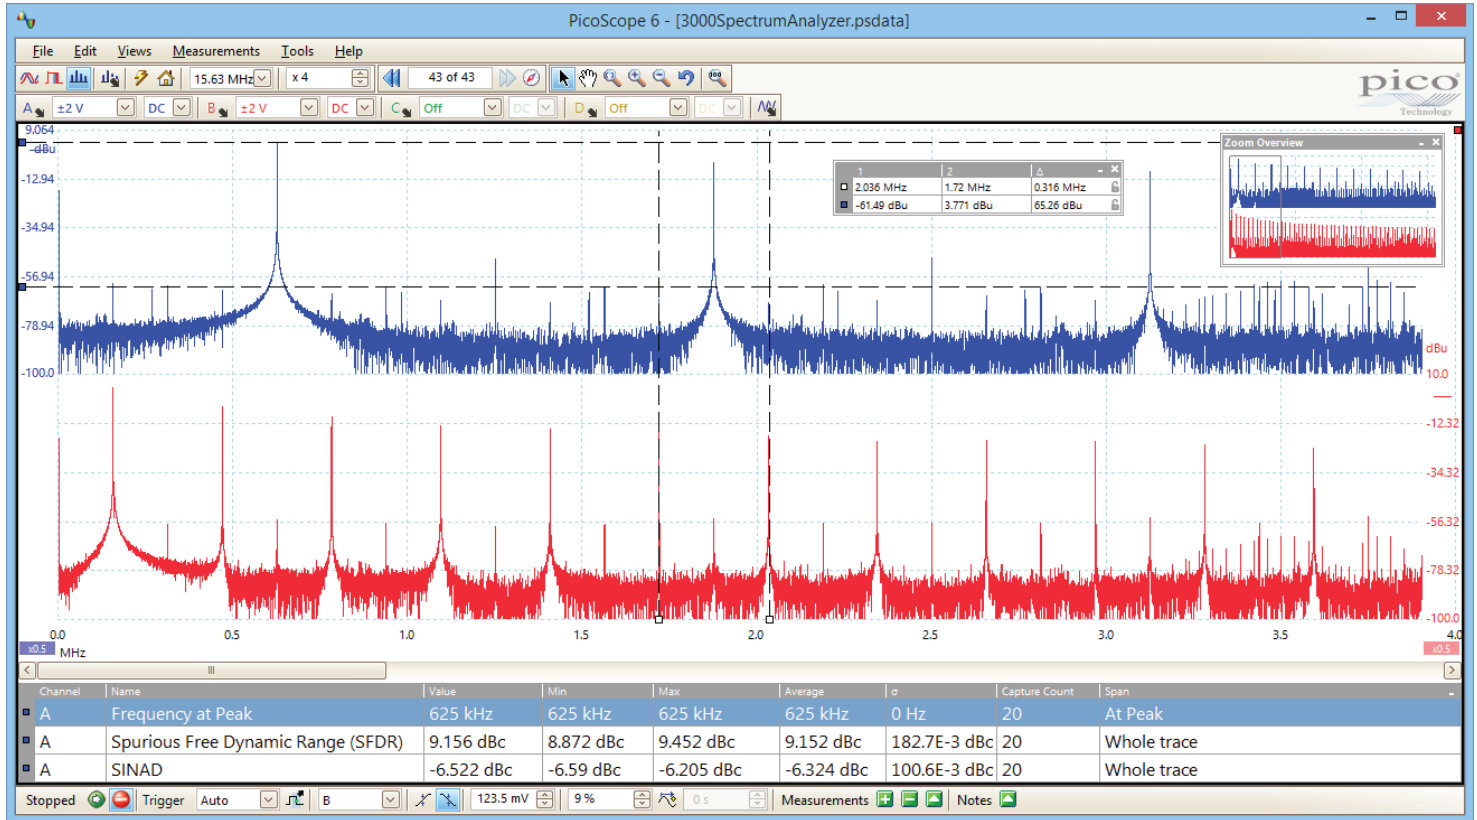 PicoScope 6 - [3000SpectrumAnalyzer.psdata]
File Edit Views Measurements Tools Help
15.63 MHz x 4 43 of 43
pico
Technology
A ±2 V DC B ±2 V DC C Off DC D Off DC
9.064
dBu
-12.94
-34.94
-56.94
-78.94
-100.0
1 2 Δ
2.036 MHz 1.72 MHz 0.316 MHz
-61.49 dBu 3.771 dBu 65.26 dBu
Zoom Overview
dBu
10.0
-12.32
-34.32
-56.32
-78.32
-100.0
0.0 0.5 1.0 1.5 2.0 2.5 3.0 3.5 4.0
x0.5 MHz x0.5
Channel Name Value Min Max Average σ Capture Count Span
A Frequency at Peak 625 kHz 625 kHz 625 kHz 625 kHz 0 Hz 20 At Peak
A Spurious Free Dynamic Range (SFDR) 9.156 dBc 8.872 dBc 9.452 dBc 9.152 dBc 182.7E-3 dBc 20 Whole trace
A SINAD -6.522 dBc -6.59 dBc -6.205 dBc -6.324 dBc 100.6E-3 dBc 20 Whole trace
Stopped Trigger Auto B 123.5 mV 9 % 0 s Measurements Notes